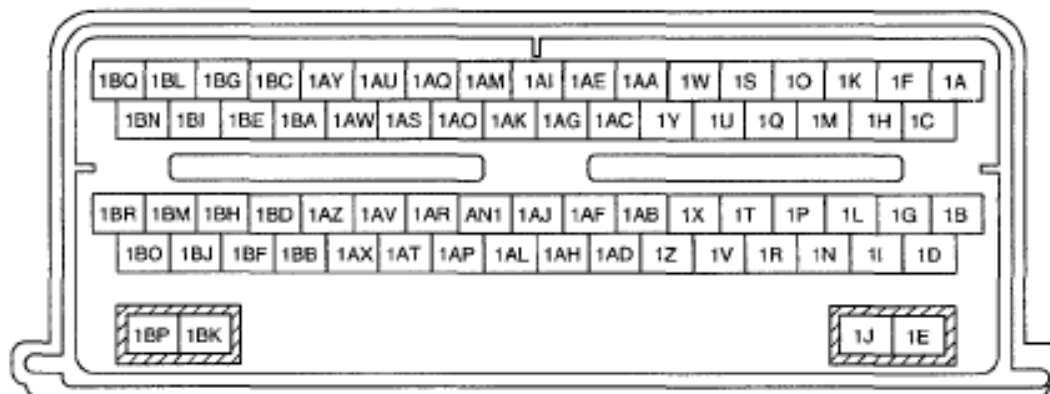 1BQ 1BL 1BG 1BC 1AY 1AU 1AQ 1AM 1AI 1AE 1AA 1W 1S 1O 1K 1F 1A
1BN 1BI 1BE 1BA 1AW 1AS 1AO 1AK 1AG 1AC 1Y 1U 1Q 1M 1H 1C
1BR 1BM 1BH 1BD 1AZ 1AV 1AR AN1 1AJ 1AF 1AB 1X 1T 1P 1L 1G 1B
1BO 1BJ 1BF 1BB 1AX 1AT 1AP 1AL 1AH 1AD 1Z 1V 1R 1N 1I 1D
1BP 1BK 1J 1E